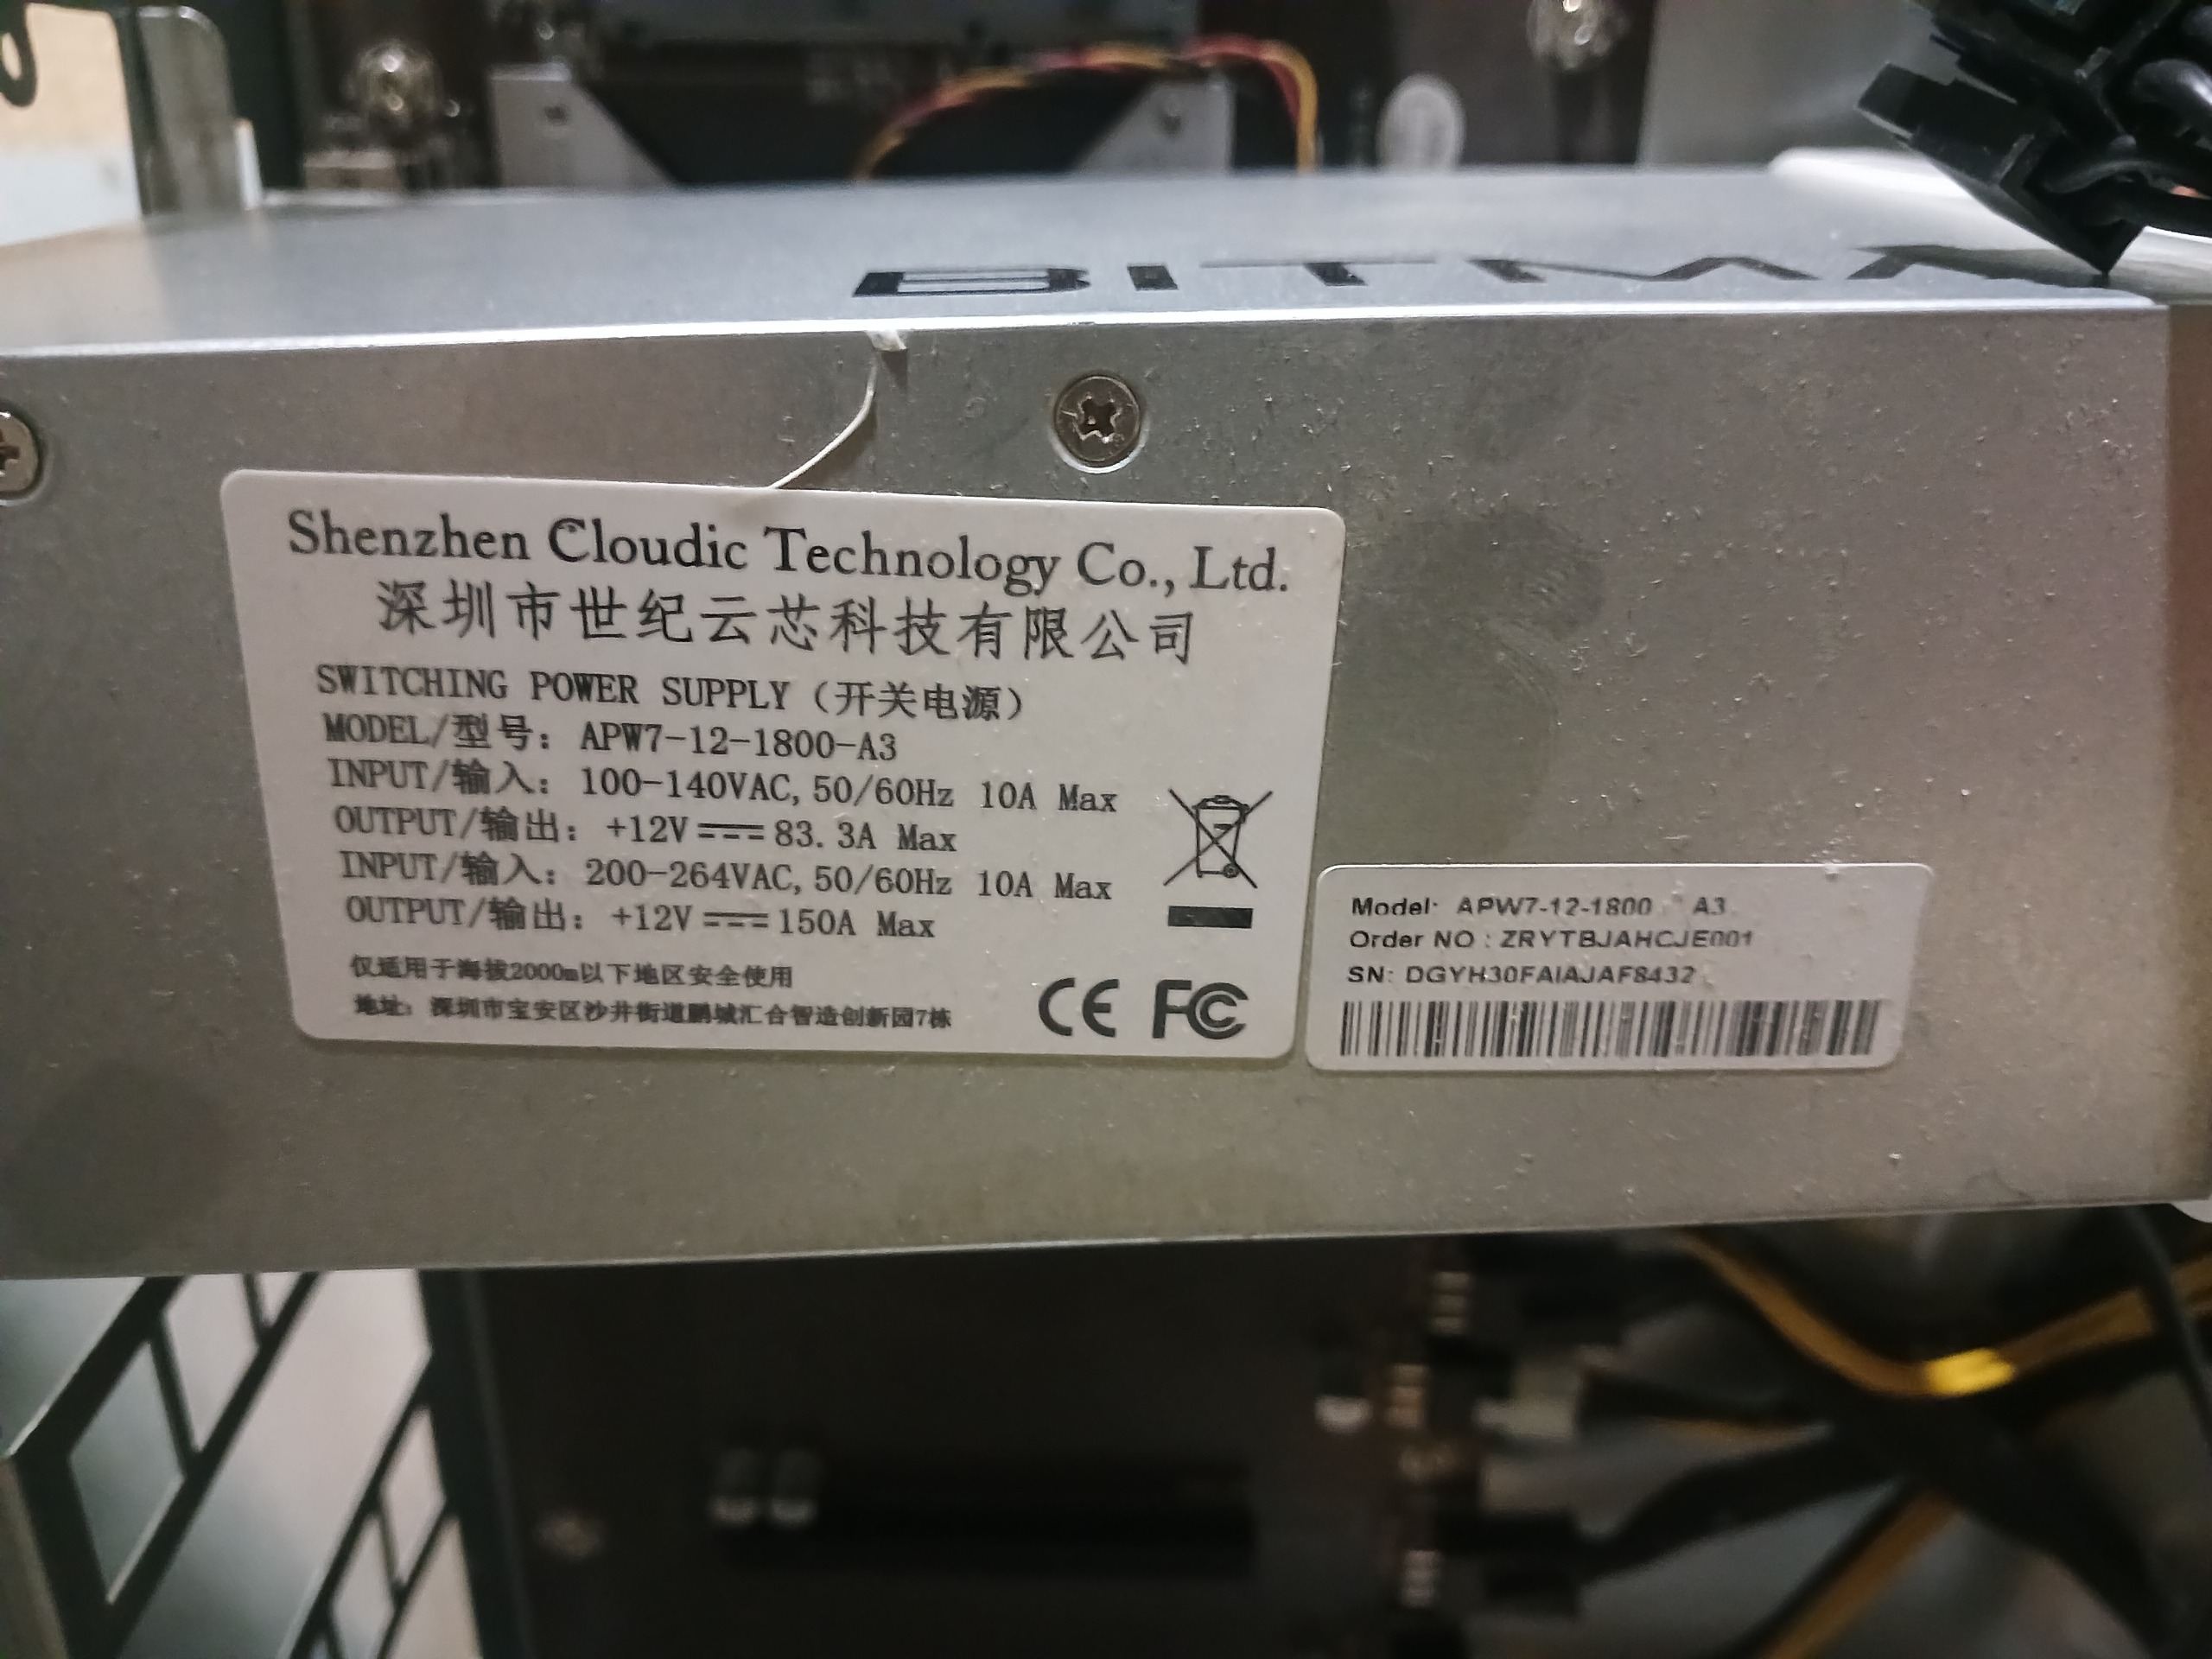 BITMA
Shenzhen Cloudic Technology Co., Ltd.
深圳市世纪云芯科技有限公司
SWITCHING POWER SUPPLY（开关电源）
MODEL/型号: APW7-12-1800-A3
INPUT/输入: 100-140VAC, 50/60Hz 10A Max
OUTPUT/输出: +12V⎓83.3A Max
INPUT/输入: 200-264VAC, 50/60Hz 10A Max
OUTPUT/输出: +12V⎓150A Max
仅适用于海拔2000m以下地区安全使用
地址: 深圳市宝安区沙井街道鹏城汇合智造创新园7栋
CE FC
Model: APW7-12-1800 A3
Order NO : ZRYTBJAHCJE001
SN: DGYH30FAIAJAF8432